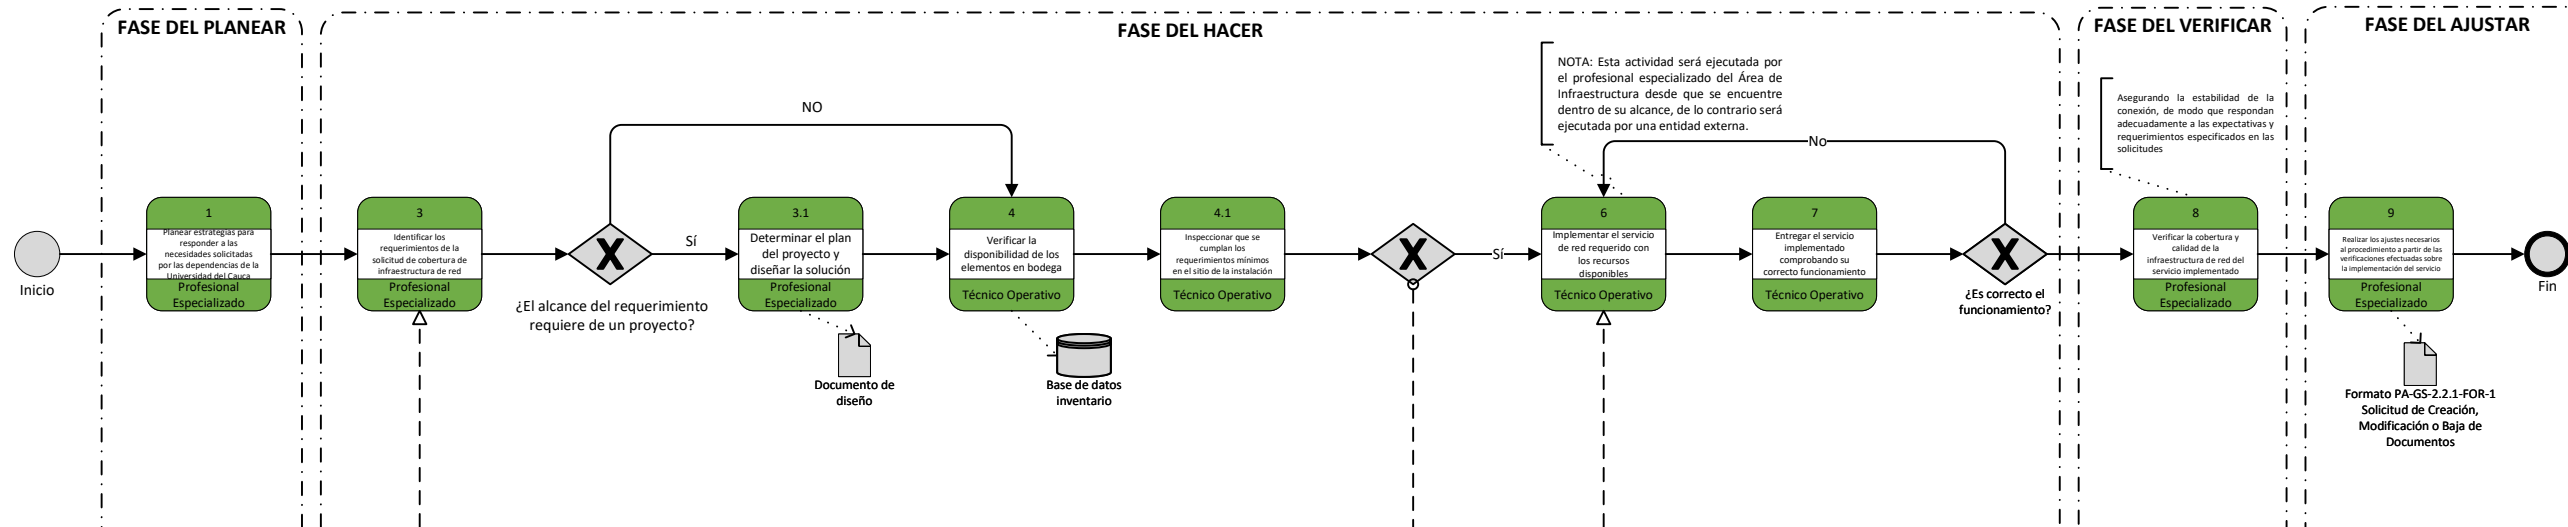 FASE DEL PLANEAR
FASE DEL HACER
FASE DEL VERIFICAR
FASE DEL AJUSTAR
Inicio
1
Planear estrategias para
responder a las
necesidades solicitadas
por las dependencias de la
Universidad del Cauca
Profesional
Especializado
3
Identificar los
requerimientos de la
solicitud de cobertura de
infraestructura de red
Profesional
Especializado
NO
Sí
¿El alcance del requerimiento
requiere de un proyecto?
3.1
Determinar el plan
del proyecto y
diseñar la solución
Profesional
Especializado
Documento de
diseño
4
Verificar la
disponibilidad de los
elementos en bodega
Técnico Operativo
Base de datos
inventario
4.1
Inspeccionar que se
cumplan los
requerimientos mínimos
en el sitio de la instalación
Técnico Operativo
Sí
NOTA: Esta actividad será ejecutada por
el profesional especializado del Área de
Infraestructura desde que se encuentre
dentro de su alcance, de lo contrario será
ejecutada por una entidad externa.
6
Implementar el servicio
de red requerido con
los recursos
disponibles
Técnico Operativo
7
Entregar el servicio
implementado
comprobando su
correcto funcionamiento
Técnico Operativo
No
¿Es correcto el
funcionamiento?
Asegurando la estabilidad de la
conexión, de modo que respondan
adecuadamente a las expectativas y
requerimientos especificados en las
solicitudes
8
Verificar la cobertura y
calidad de la
infraestructura de red del
servicio implementado
Profesional
Especializado
9
Realizar los ajustes necesarios
al procedimiento a partir de las
verificaciones efectuadas sobre
la implementación del servicio
Profesional
Especializado
Formato PA-GS-2.2.1-FOR-1
Solicitud de Creación,
Modificación o Baja de
Documentos
Fin